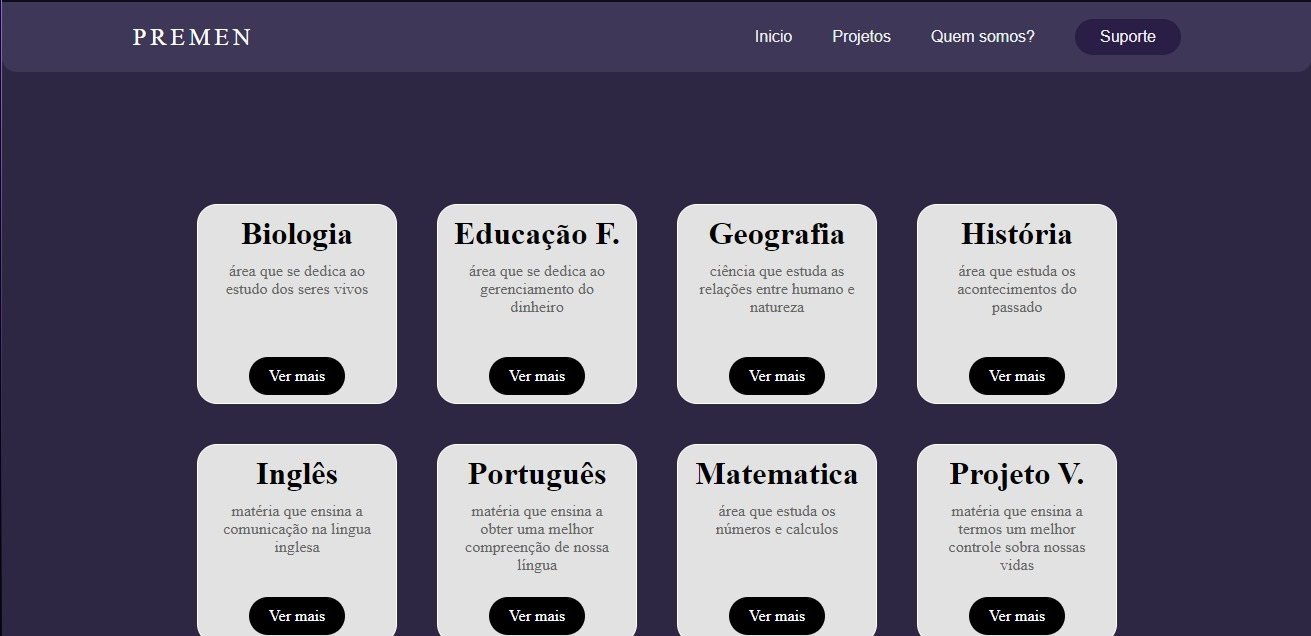 PREMEN
Inicio
Projetos
Quem somos?
Suporte
Biologia
área que se dedica ao
estudo dos seres vivos
Ver mais
Educação F.
área que se dedica ao
gerenciamento do
dinheiro
Ver mais
Geografia
ciência que estuda as
relações entre humano e
natureza
Ver mais
História
área que estuda os
acontecimentos do
passado
Ver mais
Inglês
matéria que ensina a
comunicação na lingua
inglesa
Ver mais
Português
matéria que ensina a
obter uma melhor
compreenção de nossa
língua
Ver mais
Matematica
área que estuda os
números e calculos
Ver mais
Projeto V.
matéria que ensina a
termos um melhor
controle sobra nossas
vidas
Ver mais